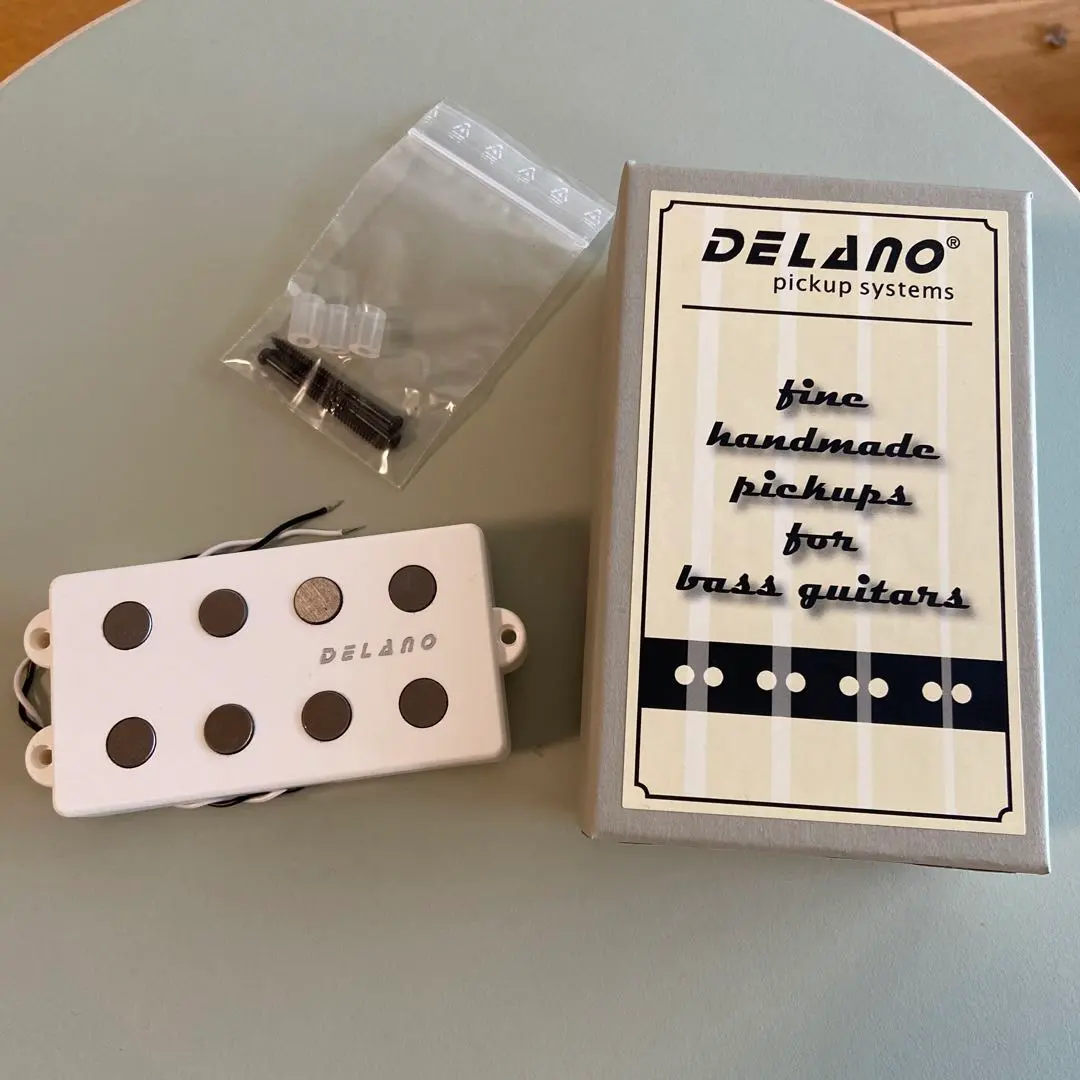 DELANO®
pickup systems
fine
handmade
pickups
for
bass guitars
DELANO